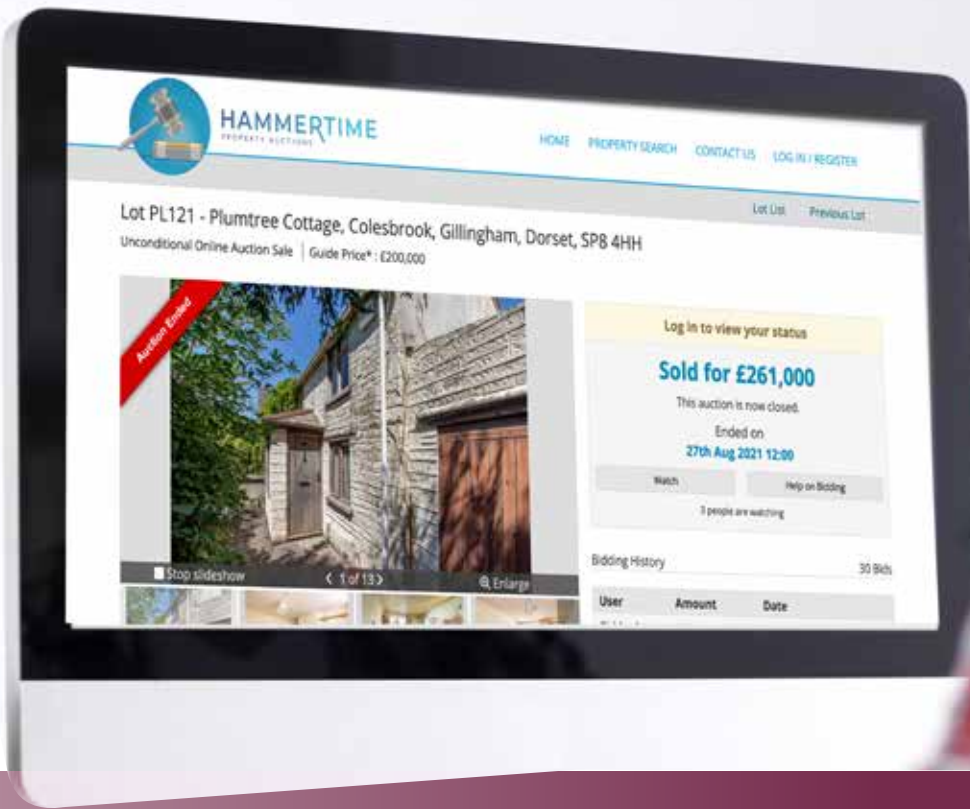 HAMMERTIME
PROPERTY AUCTIONS
HOME PROPERTY SEARCH CONTACT US LOG IN / REGISTER
Lot List Previous Lot
Lot PL121 - Plumtree Cottage, Colesbrook, Gillingham, Dorset, SP8 4HH
Unconditional Online Auction Sale | Guide Price* : £200,000
Auction Ended
Log in to view your status
Sold for £261,000
This auction is now closed.
Ended on
27th Aug 2021 12:00
Watch Help on Bidding
3 people are watching
Stop slideshow
1 of 13
Enlarge
Bidding History 30 Bids
User Amount Date